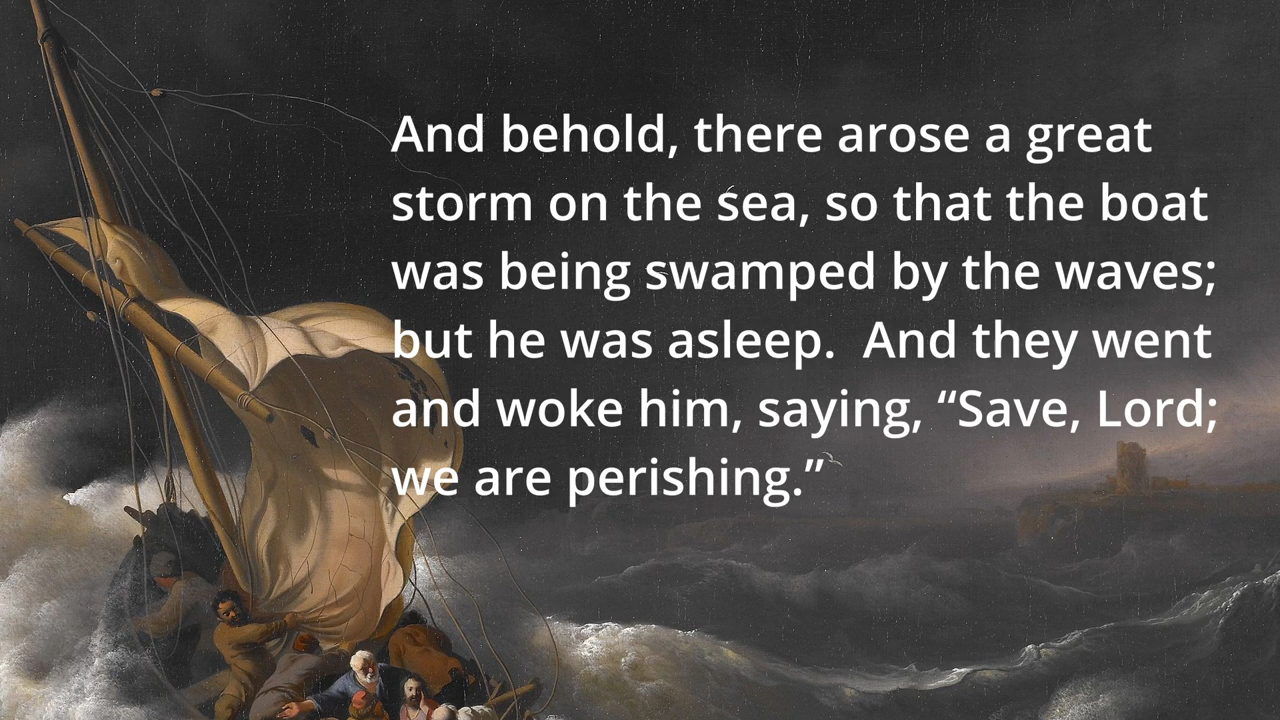 And behold, there arose a great
storm on the sea, so that the boat
was being swamped by the waves;
but he was asleep.  And they went
and woke him, saying, “Save, Lord;
we are perishing.”